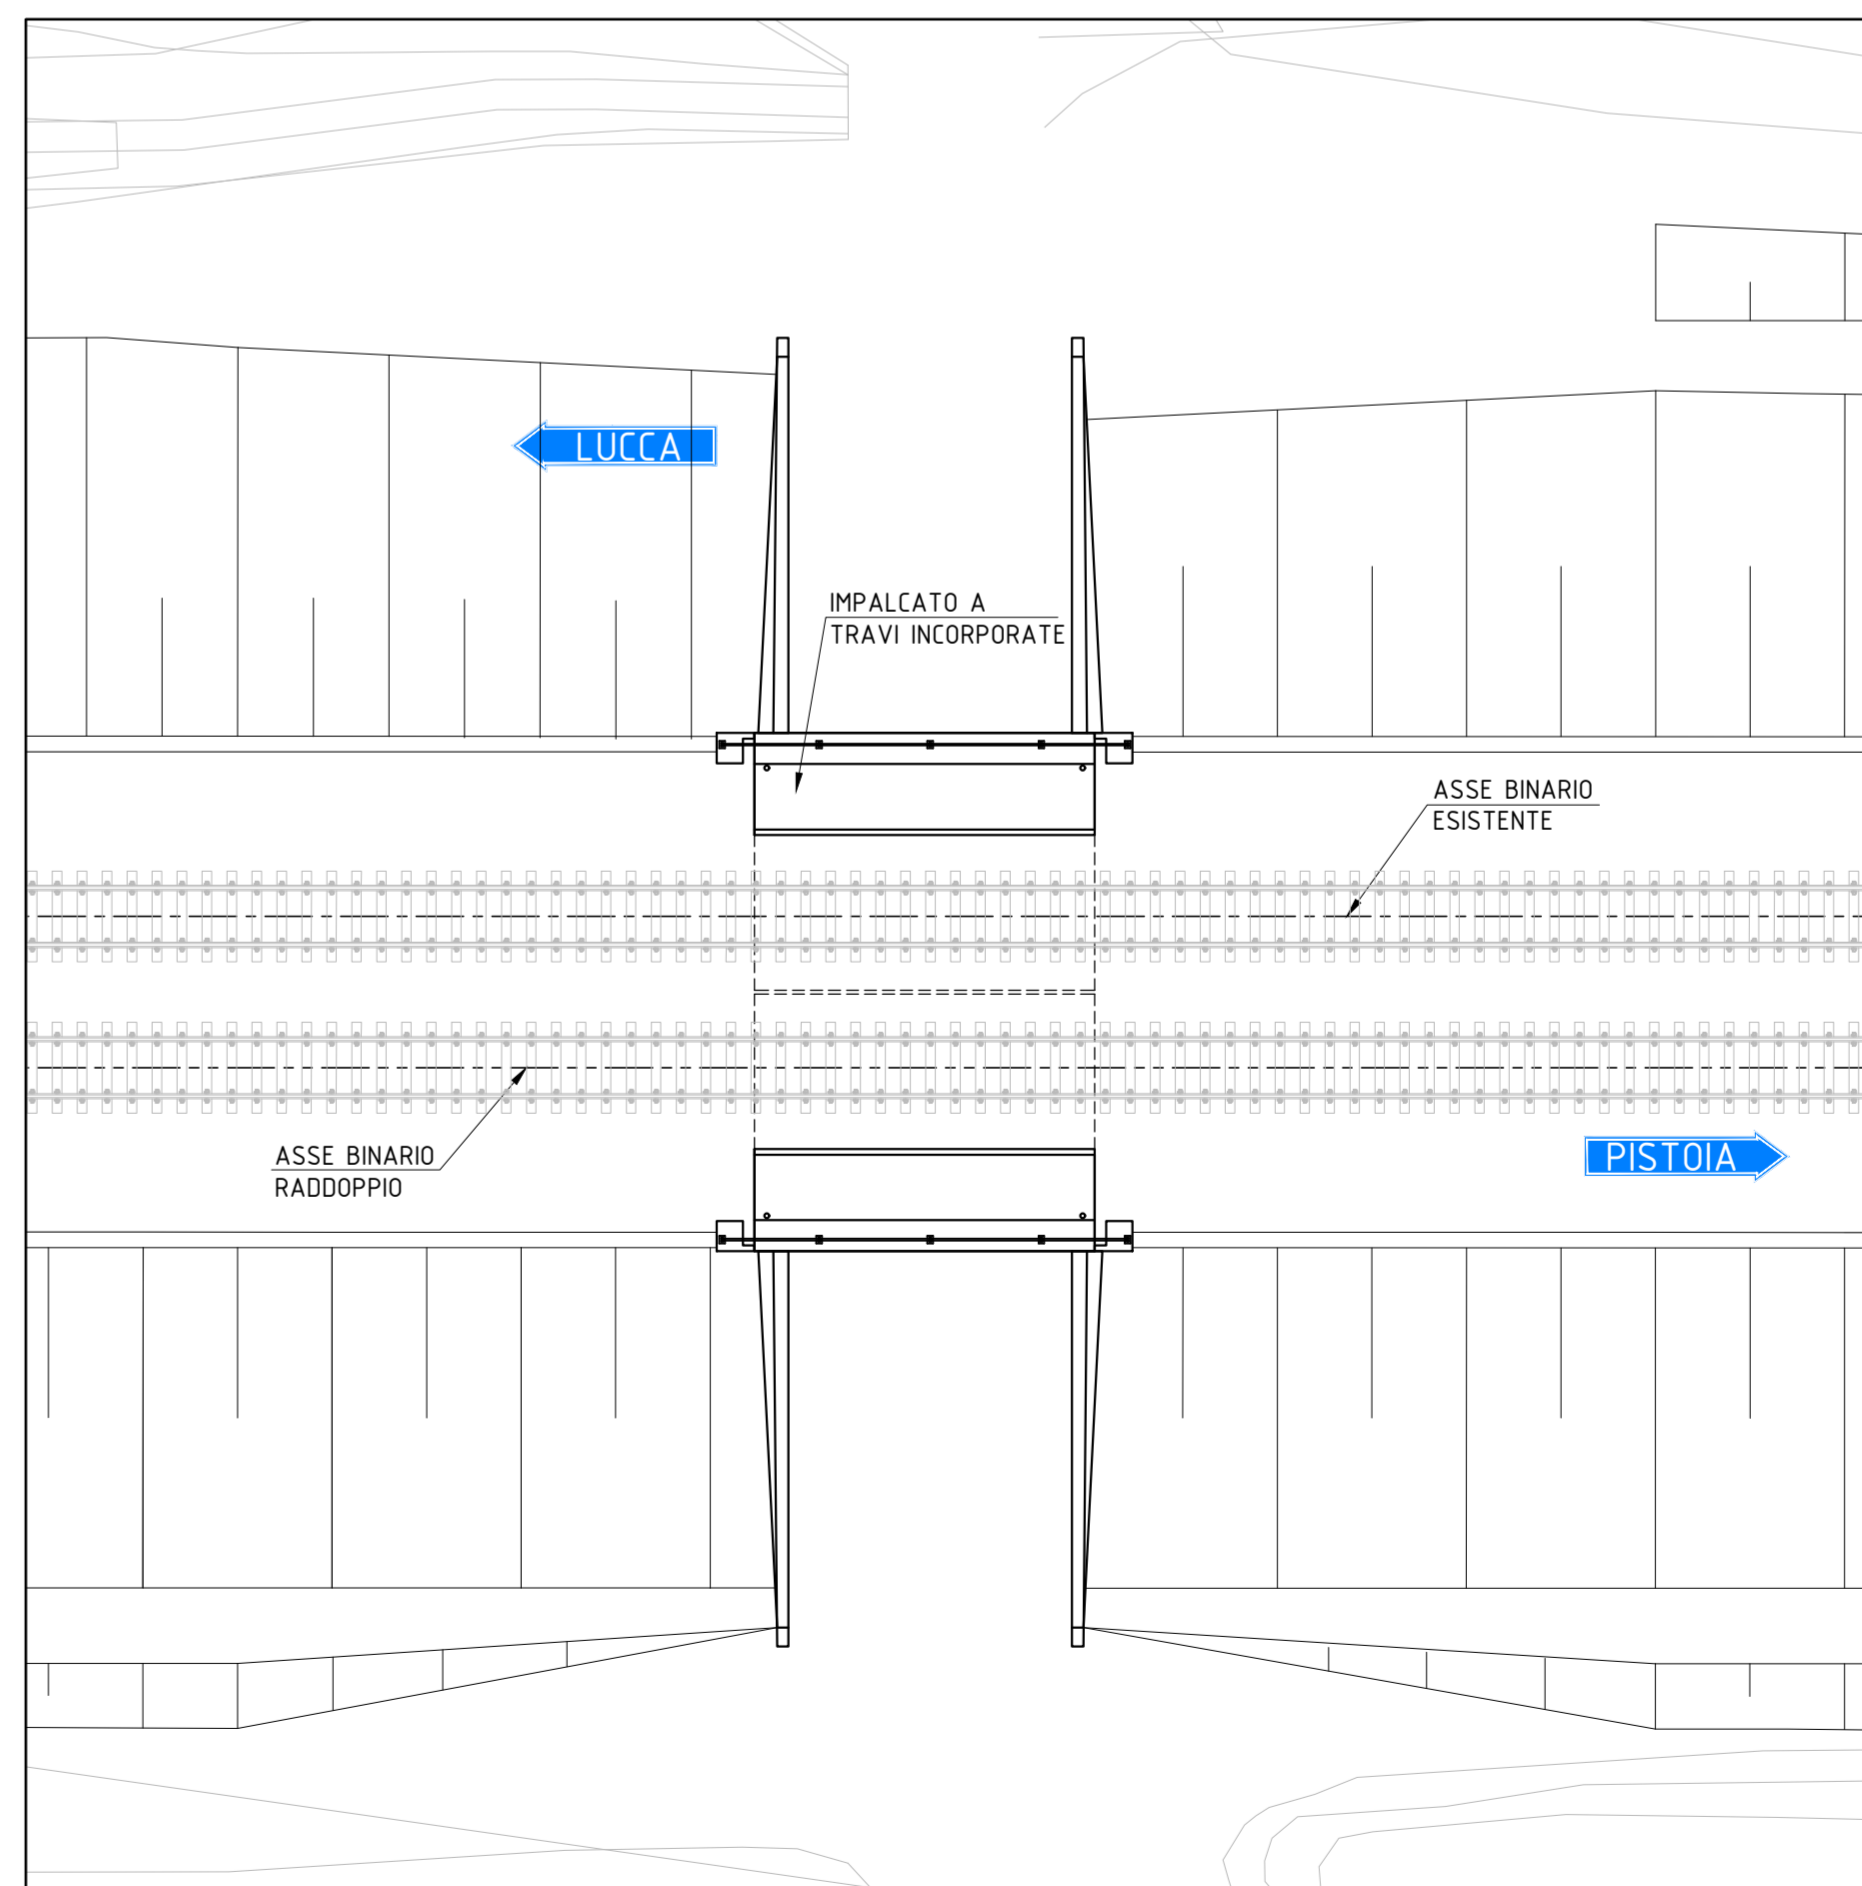 LUCCA
IMPALCATO A
TRAVI INCORPORATE
ASSE BINARIO
ESISTENTE
ASSE BINARIO
RADDOPPIO
PISTOIA